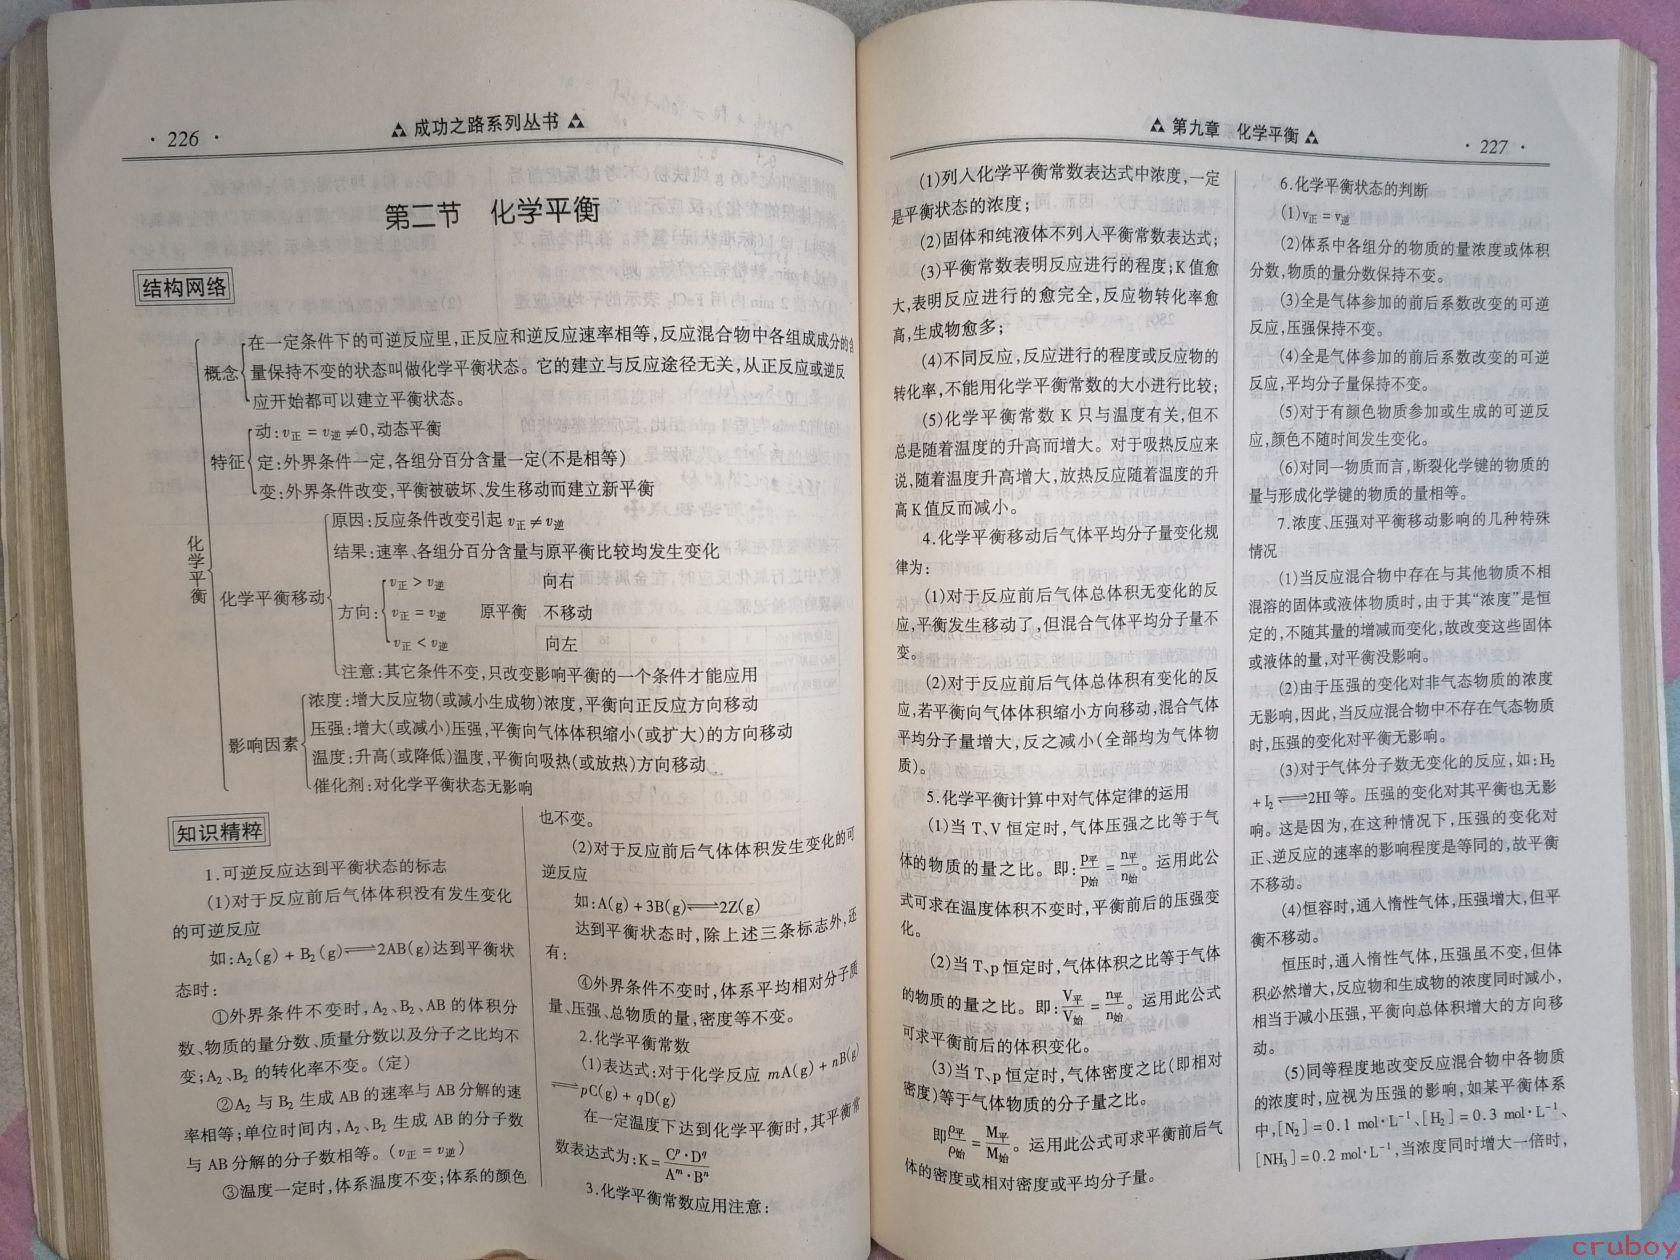 · 226 ·
成功之路系列丛书
第二节 化学平衡
结构网络
化学平衡
概念
在一定条件下的可逆反应里,正反应和逆反应速率相等,反应混合物中各组成成分的含
量保持不变的状态叫做化学平衡状态。它的建立与反应途径无关,从正反应或逆反
应开始都可以建立平衡状态。
特征
动:v正 = v逆 ≠0,动态平衡
定:外界条件一定,各组分百分含量一定(不是相等)
变:外界条件改变,平衡被破坏、发生移动而建立新平衡
化学平衡移动
原因:反应条件改变引起 v正 ≠ v逆
结果:速率、各组分百分含量与原平衡比较均发生变化
方向:
v正 > v逆 向右
v正 = v逆 原平衡 不移动
v正 < v逆 向左
注意:其它条件不变,只改变影响平衡的一个条件才能应用
影响因素
浓度:增大反应物(或减小生成物)浓度,平衡向正反应方向移动
压强:增大(或减小)压强,平衡向气体体积缩小(或扩大)的方向移动
温度:升高(或降低)温度,平衡向吸热(或放热)方向移动
催化剂:对化学平衡状态无影响
知识精粹
1.可逆反应达到平衡状态的标志
(1)对于反应前后气体体积没有发生变化
的可逆反应
如:A₂(g) + B₂(g)⇌2AB(g)达到平衡状
态时:
①外界条件不变时,A₂、B₂、AB 的体积分
数、物质的量分数、质量分数以及分子之比均不
变;A₂、B₂ 的转化率不变。(定)
②A₂ 与 B₂ 生成 AB 的速率与 AB 分解的速
率相等;单位时间内,A₂、B₂ 生成 AB 的分子数
与 AB 分解的分子数相等。(v正 = v逆)
③温度一定时,体系温度不变;体系的颜色
也不变。
(2)对于反应前后气体体积发生变化的可
逆反应
如:A(g) + 3B(g)⇌2Z(g)
达到平衡状态时,除上述三条标志外,还
有:
④外界条件不变时,体系平均相对分子质
量、压强、总物质的量,密度等不变。
2.化学平衡常数
(1)表达式:对于化学反应 mA(g) + nB(g)
⇌pC(g) + qD(g)
在一定温度下达到化学平衡时,其平衡常
数表达式为:K = Cᵖ·D^q / Aᵐ·Bⁿ
3.化学平衡常数应用注意:
第九章 化学平衡
· 227 ·
(1)列入化学平衡常数表达式中浓度,一定
是平衡状态的浓度;
(2)固体和纯液体不列入平衡常数表达式;
(3)平衡常数表明反应进行的程度;K 值愈
大,表明反应进行的愈完全,反应物转化率愈
高,生成物愈多;
(4)不同反应,反应进行的程度或反应物的
转化率,不能用化学平衡常数的大小进行比较;
(5)化学平衡常数 K 只与温度有关,但不
总是随着温度的升高而增大。对于吸热反应来
说,随着温度升高增大,放热反应随着温度的升
高 K 值反而减小。
4.化学平衡移动后气体平均分子量变化规
律为:
(1)对于反应前后气体总体积无变化的反
应,平衡发生移动了,但混合气体平均分子量不
变。
(2)对于反应前后气体总体积有变化的反
应,若平衡向气体体积缩小方向移动,混合气体
平均分子量增大,反之减小(全部均为气体物
质)。
5.化学平衡计算中对气体定律的运用
(1)当 T、V 恒定时,气体压强之比等于气
体的物质的量之比。即:p平/p始 = n平/n始。运用此公
式可求在温度体积不变时,平衡前后的压强变
化。
(2)当 T、p 恒定时,气体体积之比等于气体
的物质的量之比。即:V平/V始 = n平/n始。运用此公式
可求平衡前后的体积变化。
(3)当 T、p 恒定时,气体密度之比(即相对
密度)等于气体物质的分子量之比。
即ρ平/ρ始 = M平/M始。运用此公式可求平衡前后气
体的密度或相对密度或平均分子量。
6.化学平衡状态的判断
(1)v正 = v逆
(2)体系中各组分的物质的量浓度或体积
分数,物质的量分数保持不变。
(3)全是气体参加的前后系数改变的可逆
反应,压强保持不变。
(4)全是气体参加的前后系数改变的可逆
反应,平均分子量保持不变。
(5)对于有颜色物质参加或生成的可逆反
应,颜色不随时间发生变化。
(6)对同一物质而言,断裂化学键的物质的
量与形成化学键的物质的量相等。
7.浓度、压强对平衡移动影响的几种特殊
情况
(1)当反应混合物中存在与其他物质不相
混溶的固体或液体物质时,由于其“浓度”是恒
定的,不随其量的增减而变化,故改变这些固体
或液体的量,对平衡没影响。
(2)由于压强的变化对非气态物质的浓度
无影响,因此,当反应混合物中不存在气态物质
时,压强的变化对平衡无影响。
(3)对于气体分子数无变化的反应,如:H₂
+ I₂⇌2HI 等。压强的变化对其平衡也无影
响。这是因为,在这种情况下,压强的变化对
正、逆反应的速率的影响程度是等同的,故平衡
不移动。
(4)恒容时,通入惰性气体,压强增大,但平
衡不移动。
恒压时,通入惰性气体,压强虽不变,但体
积必然增大,反应物和生成物的浓度同时减小,
相当于减小压强,平衡向总体积增大的方向移
动。
(5)同等程度地改变反应混合物中各物质
的浓度时,应视为压强的影响,如某平衡体系
中,[N₂] = 0.1 mol·L⁻¹、[H₂] = 0.3 mol·L⁻¹、
[NH₃] = 0.2 mol·L⁻¹,当浓度同时增大一倍时,
cruboy